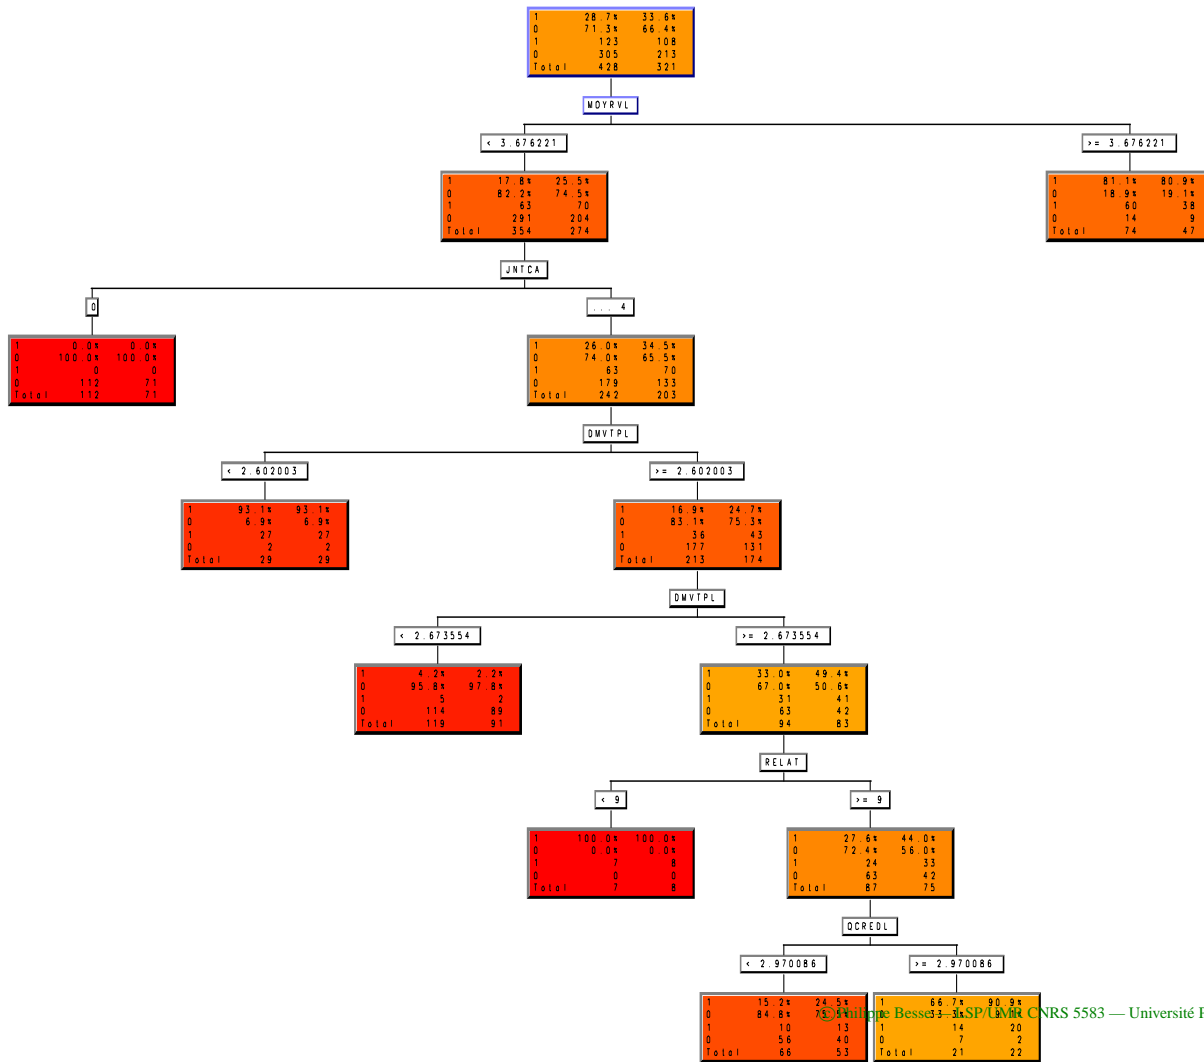 1 28.7% 33.6%
0 71.3% 66.4%
1 123 108
0 305 213
Total 428 321
MOYRVL
< 3.676221
>= 3.676221
1 17.8% 25.5%
0 82.2% 74.5%
1 63 70
0 291 204
Total 354 274
1 81.1% 80.9%
0 18.9% 19.1%
1 60 38
0 14 9
Total 74 47
JNTCA
0
... 4
1 0.0% 0.0%
0 100.0% 100.0%
1 0 0
0 112 71
Total 112 71
1 26.0% 34.5%
0 74.0% 65.5%
1 63 70
0 179 133
Total 242 203
DMVTPL
< 2.602003
>= 2.602003
1 93.1% 93.1%
0 6.9% 6.9%
1 27 27
0 2 2
Total 29 29
1 16.9% 24.7%
0 83.1% 75.3%
1 36 43
0 177 131
Total 213 174
DMVTPL
< 2.673554
>= 2.673554
1 4.2% 2.2%
0 95.8% 97.8%
1 5 2
0 114 89
Total 119 91
1 33.0% 49.4%
0 67.0% 50.6%
1 31 41
0 63 42
Total 94 83
RELAT
< 9
>= 9
1 100.0% 100.0%
0 0.0% 0.0%
1 7 8
0 0 0
Total 7 8
1 27.6% 44.0%
0 72.4% 56.0%
1 24 33
0 63 42
Total 87 75
QCREDL
< 2.970086
>= 2.970086
1 15.2% 24.5%
0 84.8% 75.5%
1 10 13
0 56 40
Total 66 53
1 66.7% 90.9%
0 33.3% 9.1%
1 14 20
0 7 2
Total 21 22
© Philippe Besse — LSP/UMR CNRS 5583 — Université